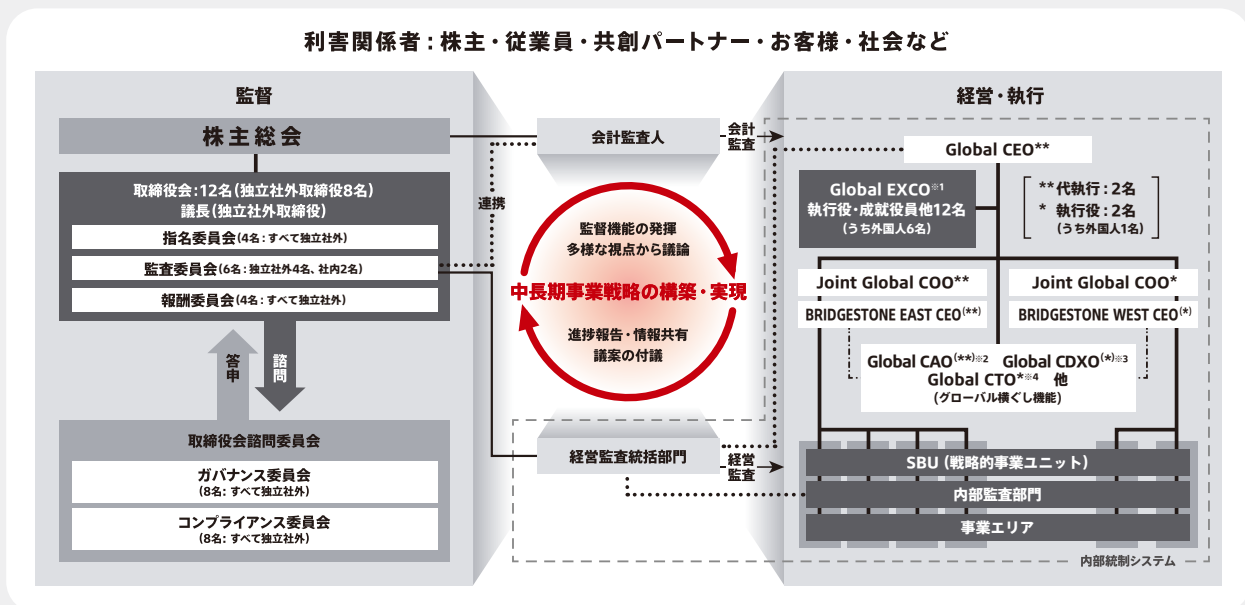 利害関係者：株主・従業員・共創パートナー・お客様・社会など
監督
株主総会
取締役会：12名（独立社外取締役8名）
議長（独立社外取締役）
指名委員会（4名：すべて独立社外）
監査委員会（6名：独立社外4名、社内2名）
報酬委員会（4名：すべて独立社外）
答申
諮問
取締役会諮問委員会
ガバナンス委員会
（8名：すべて独立社外）
コンプライアンス委員会
（8名：すべて独立社外）
連携
会計監査人
会計
監査
監督機能の発揮
多様な視点から議論
中長期事業戦略の構築・実現
進捗報告・情報共有
議案の付議
経営監査統括部門
経営
監査
経営・執行
Global CEO**
Global EXCO※1
執行役・成就役員他12名
（うち外国人6名）
**代執行：2名
* 執行役：2名
（うち外国人1名）
Joint Global COO**
BRIDGESTONE EAST CEO(**)
Joint Global COO*
BRIDGESTONE WEST CEO(*)
Global CAO(**)※2 Global CDXO(*)※3
Global CTO*※4 他
（グローバル横ぐし機能）
SBU（戦略的事業ユニット）
内部監査部門
事業エリア
内部統制システム